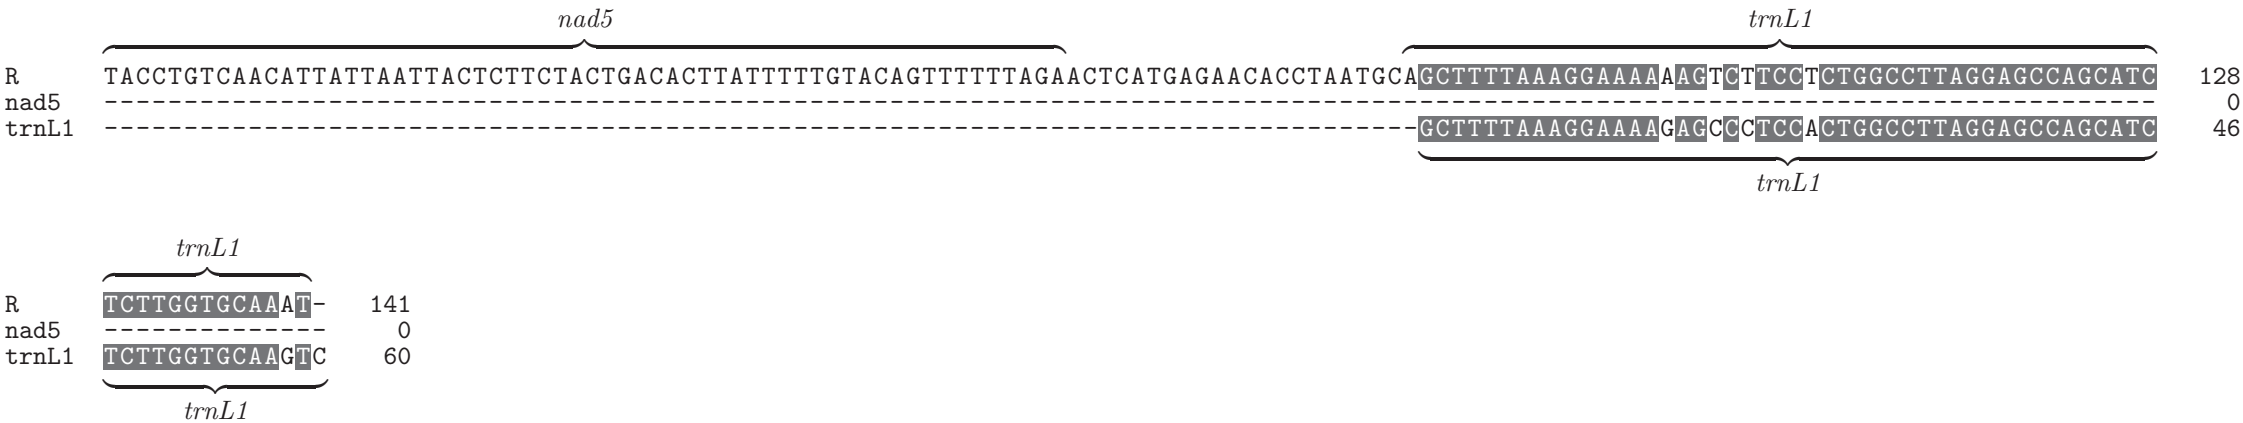 nad5 trnL1
R TACCTGTCAACATTATTAATTACTCTTCTACTGACACTTATTTTTGTACAGTTTTTTAGAACTCATGAGAACACCTAATGCAGCTTTTAAAGGAAAAAAGTCTTCCTCTGGCCTTAGGAGCCAGCATC 128
nad5 -------------------------------------------------------------------------------------------------------------------------------- 0
trnL1 ----------------------------------------------------------------------------------GCTTTTAAAGGAAAAGAGCCCTCCACTGGCCTTAGGAGCCAGCATC 46
trnL1
trnL1
R TCTTGGTGCAAAT- 141
nad5 -------------- 0
trnL1 TCTTGGTGCAAGTC 60
trnL1